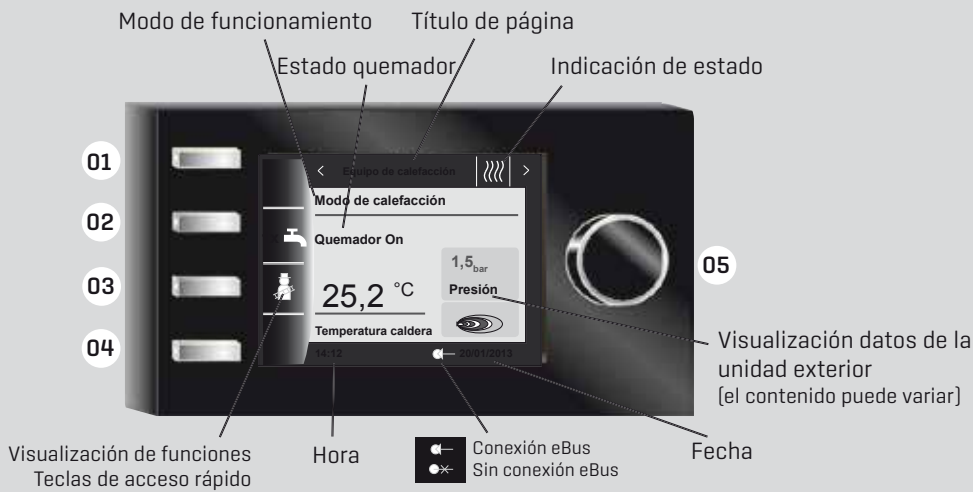 Modo de funcionamiento
Título de página
Estado quemador
Indicación de estado
01
02
03
04
05
< Equipo de calefacción >
Modo de calefacción
Quemador On
25,2 °C
Temperatura caldera
1,5 bar
Presión
14:12
20/01/2013
Visualización datos de la
unidad exterior
(el contenido puede variar)
Visualización de funciones
Teclas de acceso rápido
Hora
Conexión eBus
Sin conexión eBus
Fecha